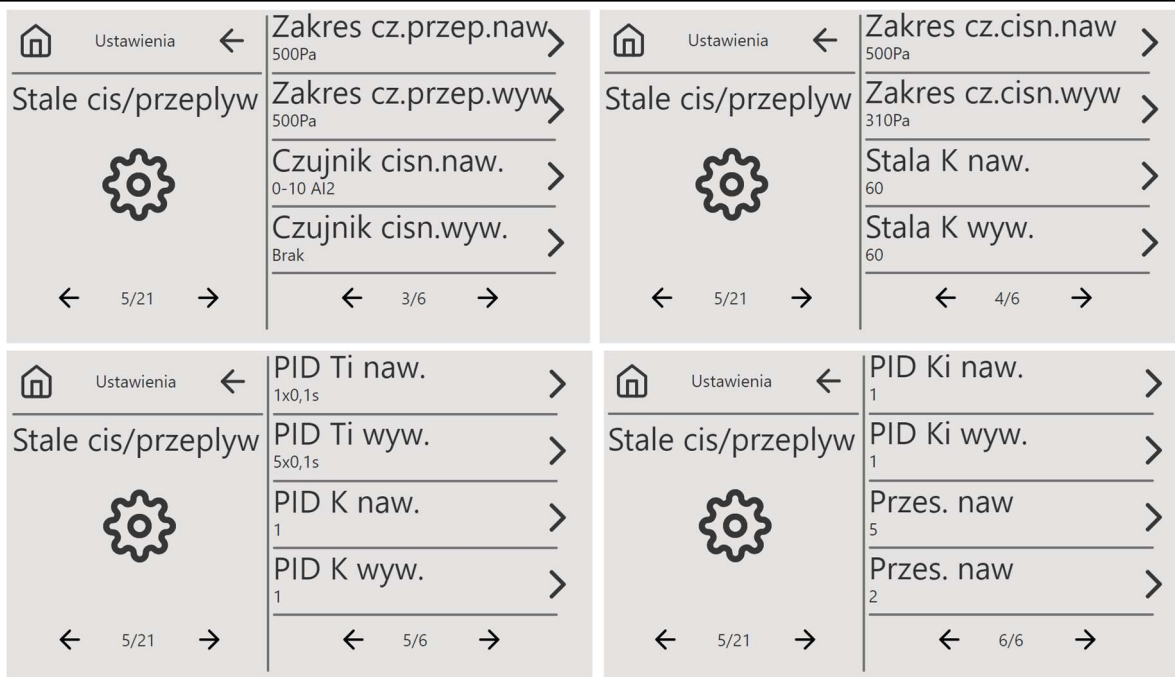 Ustawienia
Stale cis/przeplyw
5/21
Zakres cz.przep.naw
500Pa
Zakres cz.przep.wyw
500Pa
Czujnik cisn.naw.
0-10 AI2
Czujnik cisn.wyw.
Brak
3/6
Ustawienia
Stale cis/przeplyw
5/21
Zakres cz.cisn.naw
500Pa
Zakres cz.cisn.wyw
310Pa
Stala K naw.
60
Stala K wyw.
60
4/6
Ustawienia
Stale cis/przeplyw
5/21
PID Ti naw.
1x0,1s
PID Ti wyw.
5x0,1s
PID K naw.
1
PID K wyw.
1
5/6
Ustawienia
Stale cis/przeplyw
5/21
PID Ki naw.
1
PID Ki wyw.
1
Przes. naw
5
Przes. naw
2
6/6